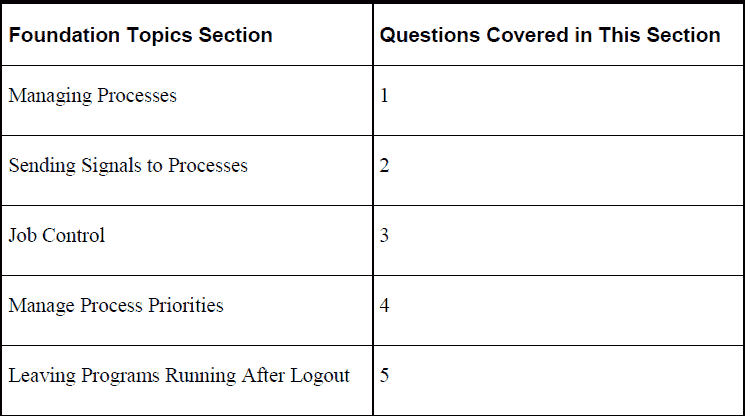 Foundation Topics Section Questions Covered in This Section
Managing Processes 1
Sending Signals to Processes 2
Job Control 3
Manage Process Priorities 4
Leaving Programs Running After Logout 5